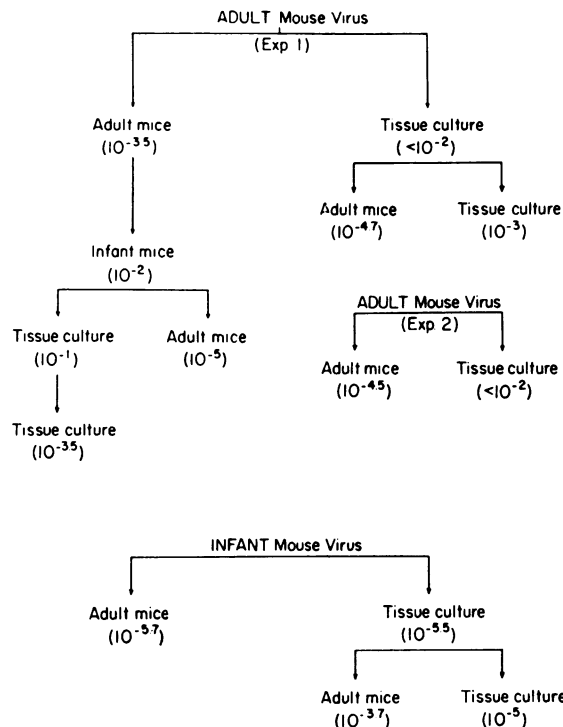 ADULT Mouse Virus
(Exp 1)
Adult mice
(10^-3.5)
Tissue culture
(<10^-2)
Adult mice
(10^-4.7)
Tissue culture
(10^-3)
Infant mice
(10^-2)
Tissue culture
(10^-1)
Adult mice
(10^-5)
Tissue culture
(10^-3.5)
ADULT Mouse Virus
(Exp. 2)
Adult mice
(10^-4.5)
Tissue culture
(<10^-2)
INFANT Mouse Virus
Adult mice
(10^-5.7)
Tissue culture
(10^-5.5)
Adult mice
(10^-3.7)
Tissue culture
(10^-5)